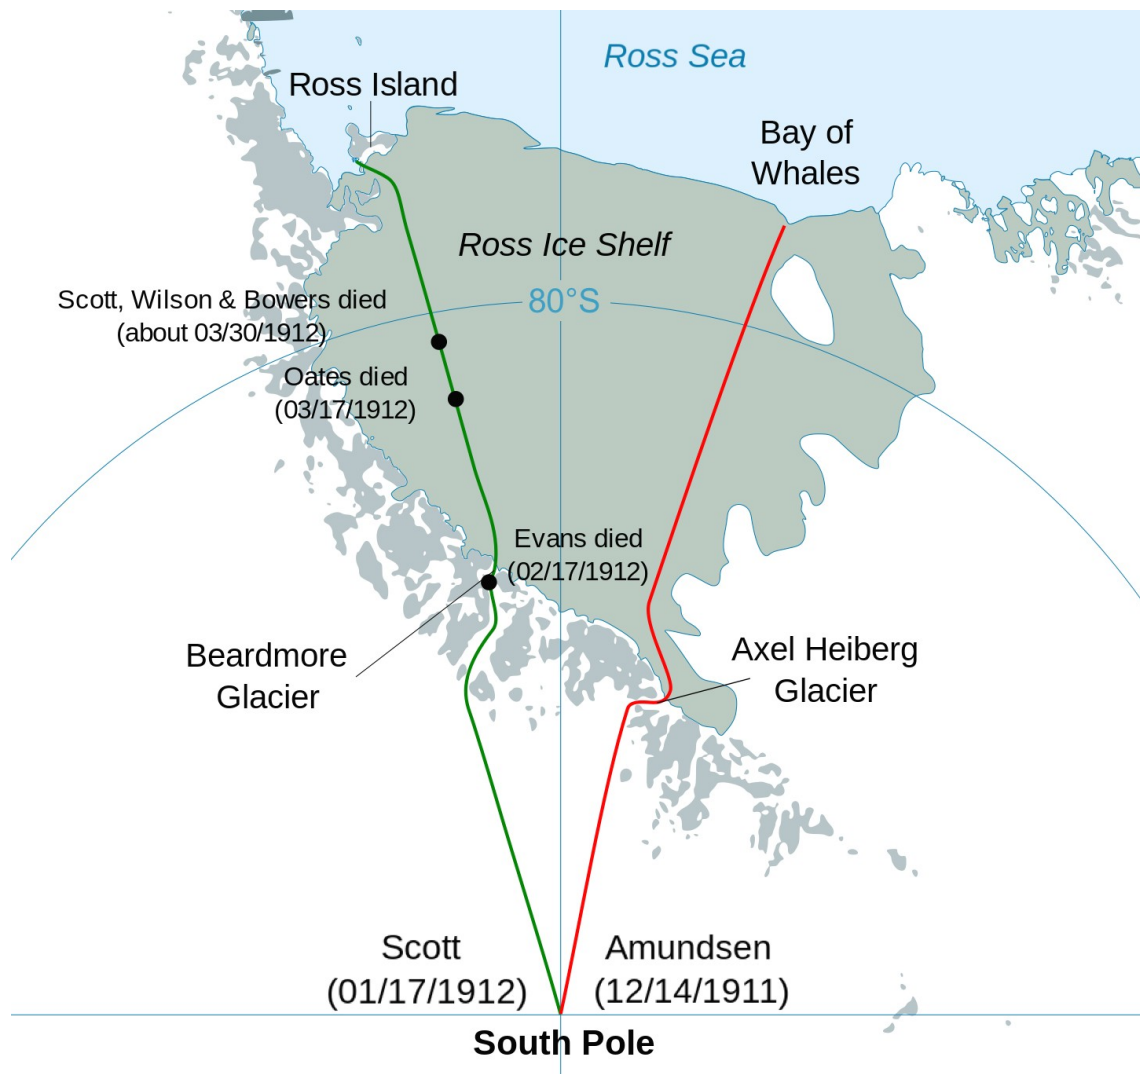 Ross Sea
Ross Island
Bay of
Whales
Ross Ice Shelf
80°S
Scott, Wilson & Bowers died
(about 03/30/1912)
Oates died
(03/17/1912)
Evans died
(02/17/1912)
Beardmore
Glacier
Axel Heiberg
Glacier
Scott
(01/17/1912)
Amundsen
(12/14/1911)
South Pole